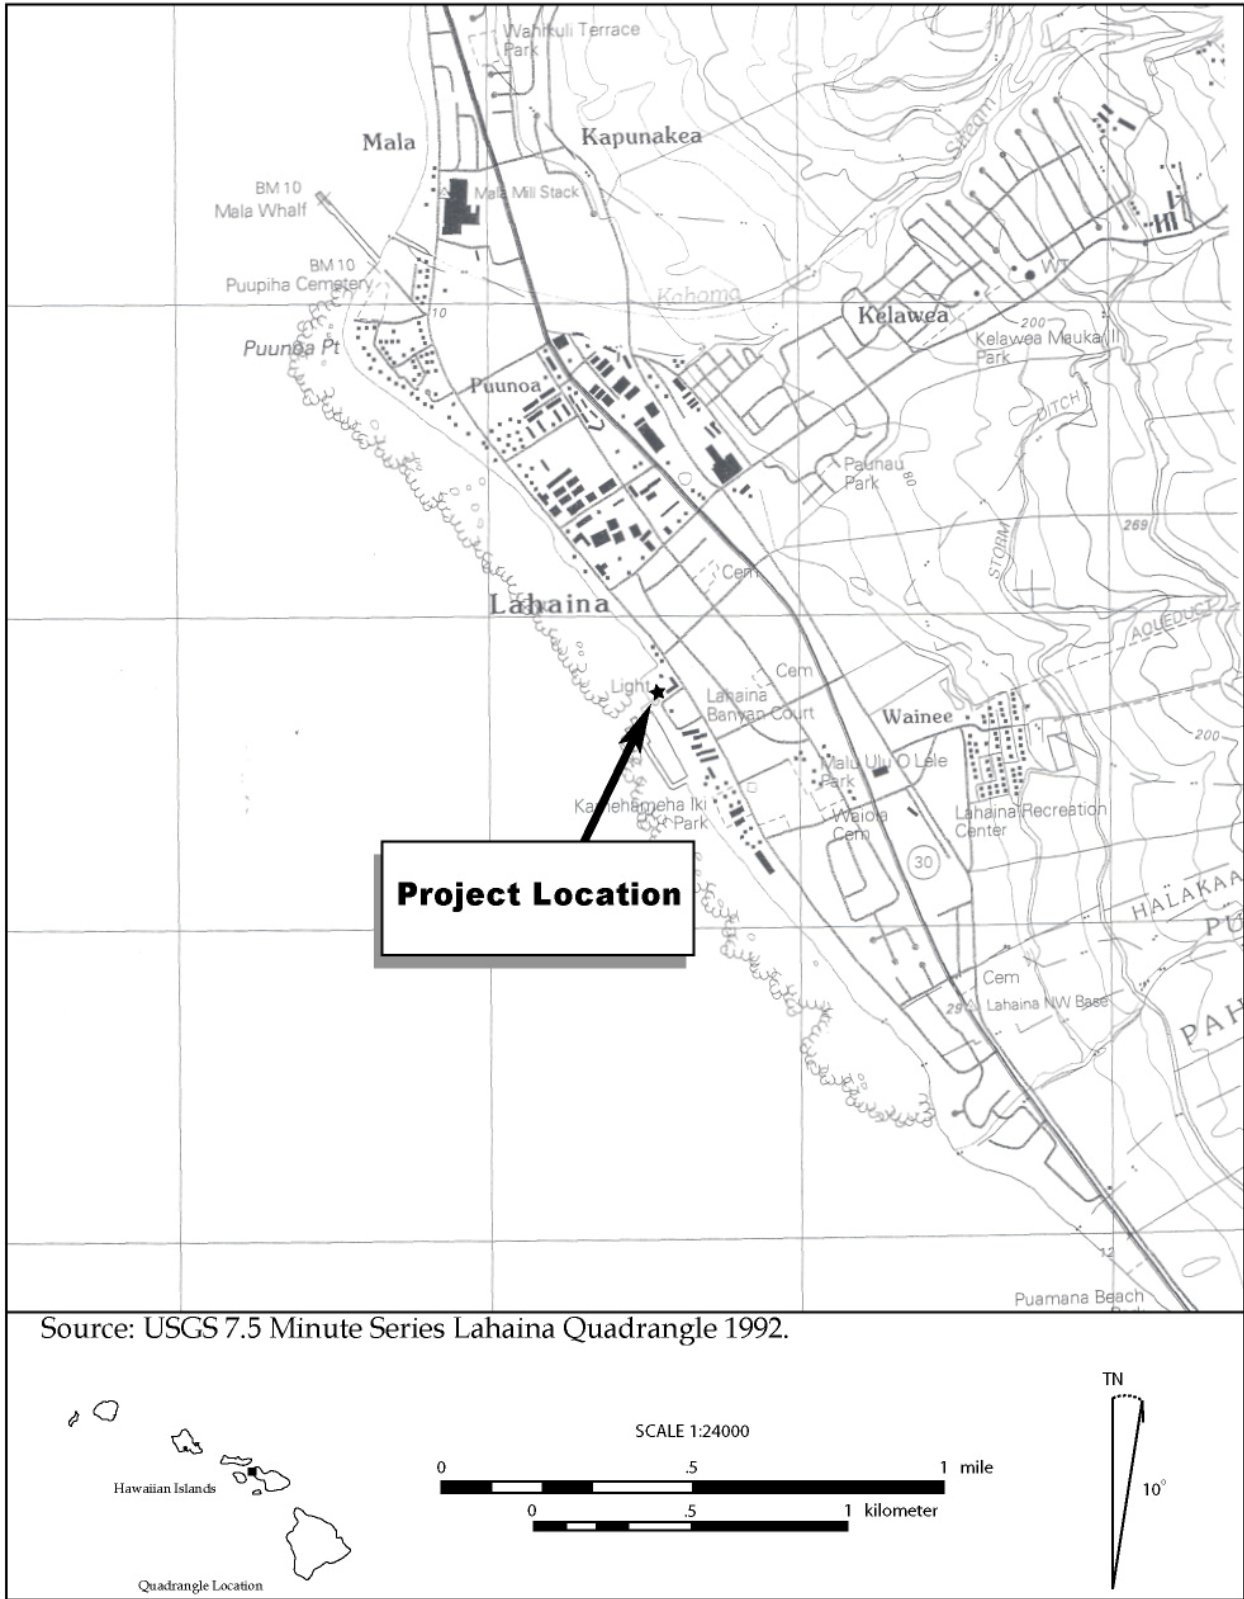 Wahikuli Terrace
Park
Mala
Kapunakea
Stream
BM 10
Mala Whalf
Mala Mill Stack
BM 10
Puupiha Cemetery
WT
10
Kahoma
Kelawea
200
Puunoa Pt
Kelawea Mauka II
Park
Puunoa
DITCH
Paunau
Park
80
269
STORM
Cem
Lahaina
AQUEDUCT
Cem
Light
Lahaina
Banyan Court
Wainee
200
Malu Ulu O Lele
Park
Kamehameha Iki
Park
Waiola
Cem
Lahaina Recreation
Center
30
Project Location
HALAKAA
PU
Cem
29
Lahaina NW Base
PAH
12
Puamana Beach
Source: USGS 7.5 Minute Series Lahaina Quadrangle 1992.
TN
SCALE 1:24000
0 .5 1 mile
Hawaiian Islands
0 .5 1 kilometer
10°
Quadrangle Location